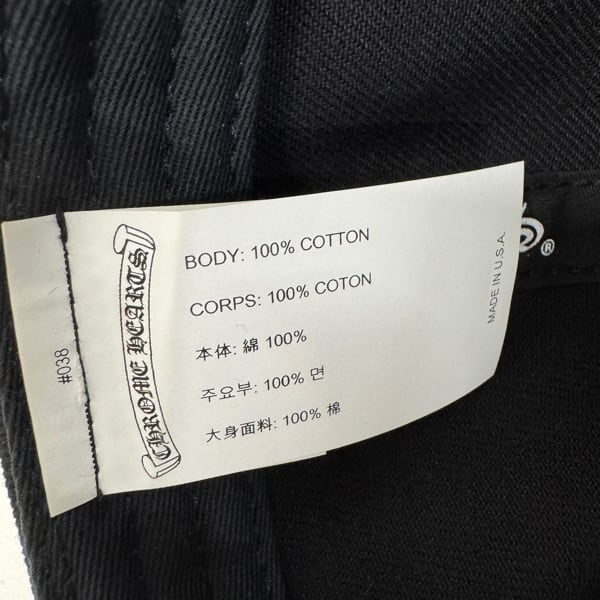 #038
CHROME HEARTS
BODY: 100% COTTON
CORPS: 100% COTON
本体: 綿 100%
주요부: 100% 면
大身面料: 100% 棉
MADE IN U.S.A.
®